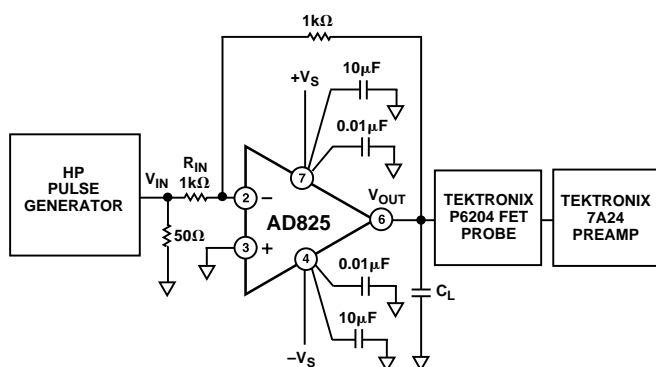 1kΩ
10µF
+VS
0.01µF
HP
PULSE
GENERATOR
VIN
RIN
1kΩ
50Ω
2
−
3
+
7
AD825
4
6
VOUT
TEKTRONIX
P6204 FET
PROBE
TEKTRONIX
7A24
PREAMP
0.01µF
CL
10µF
−VS